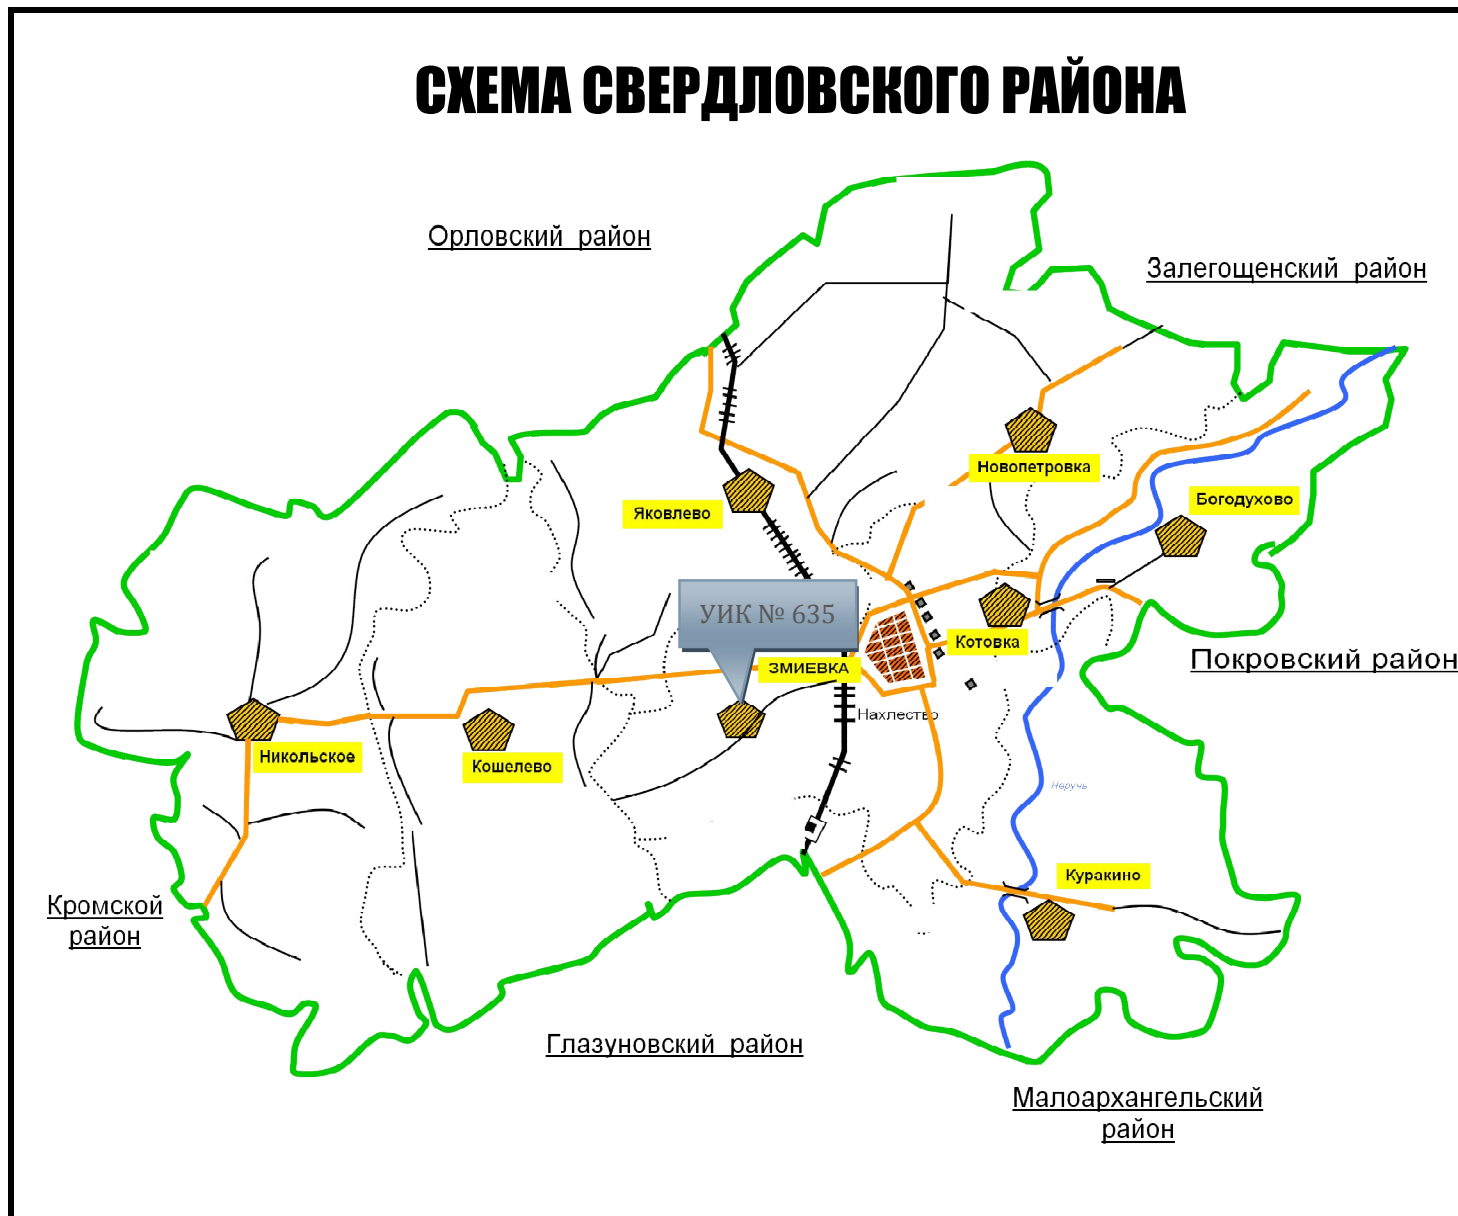 СХЕМА СВЕРДЛОВСКОГО РАЙОНА
Орловский район
Залегощенский район
Новопетровка
Богодухово
Яковлево
УИК № 635
Котовка
ЗМИЕВКА
Покровский район
Нахлество
Никольское
Кошелево
Неручь
Куракино
Кромской
район
Глазуновский район
Малоархангельский
район